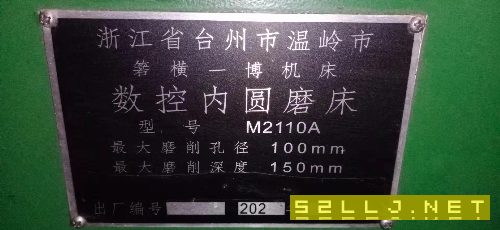 浙江省台州市温岭市
箬横一博机床
数控内圆磨床
型号 M2110A
最大磨削孔径 100mm
最大磨削深度 150mm
出厂编号 202
52LLJ.NET